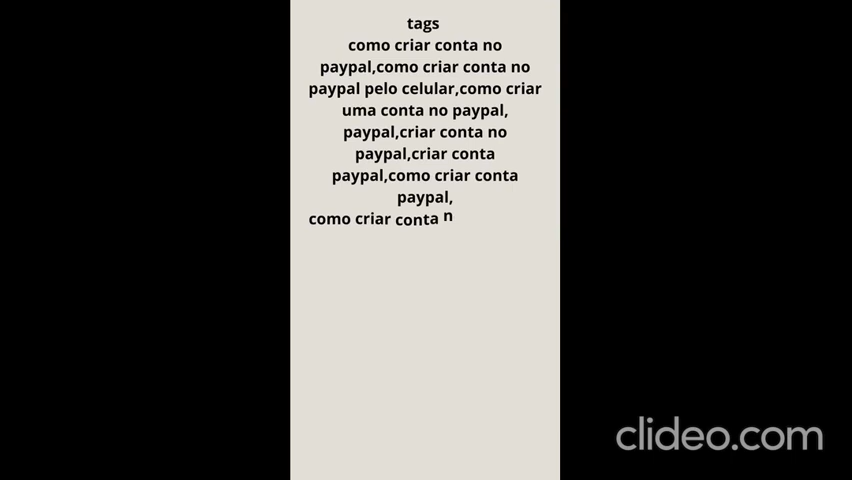 tags
como criar conta no
paypal,como criar conta no
paypal pelo celular,como criar
uma conta no paypal,
paypal,criar conta no
paypal,criar conta
paypal,como criar conta
paypal,
como criar conta n
clideo.com